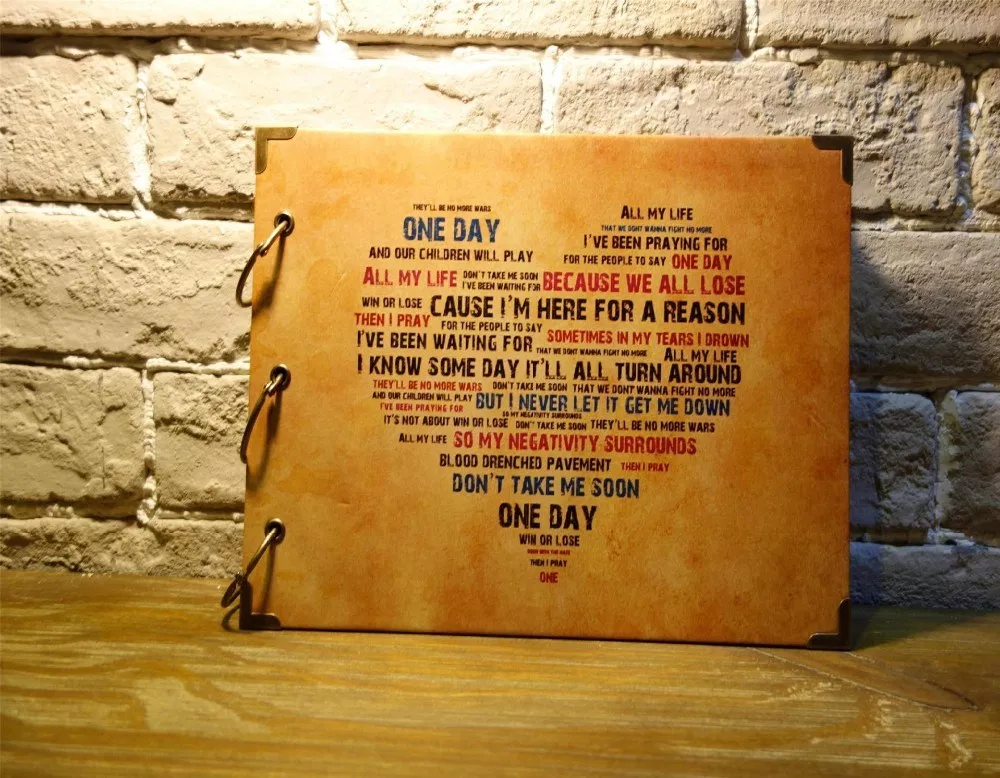 THEY'LL BE NO MORE WARS
ONE DAY
AND OUR CHILDREN WILL PLAY
ALL MY LIFE
THAT WE DONT WANNA FIGHT NO MORE
I'VE BEEN PRAYING FOR
FOR THE PEOPLE TO SAY ONE DAY
ALL MY LIFE DON'T TAKE ME SOON BECAUSE WE ALL LOSE
I'VE BEEN WAITING FOR
WIN OR LOSE CAUSE I'M HERE FOR A REASON
THEN I PRAY FOR THE PEOPLE TO SAY SOMETIMES IN MY TEARS I DROWN
I'VE BEEN WAITING FOR THAT WE DONT WANNA FIGHT NO MORE ALL MY LIFE
I KNOW SOME DAY IT'LL ALL TURN AROUND
THEY'LL BE NO MORE WARS DON'T TAKE ME SOON THAT WE DON'T WANNA FIGHT NO MORE
AND OUR CHILDREN WILL PLAY BUT I NEVER LET IT GET ME DOWN
I'VE BEEN PRAYING FOR
SO MY NEGATIVITY SURROUNDS
IT'S NOT ABOUT WIN OR LOSE DON'T TAKE ME SOON THEY'LL BE NO MORE WARS
ALL MY LIFE SO MY NEGATIVITY SURROUNDS
BLOOD DRENCHED PAVEMENT THEN I PRAY
DON'T TAKE ME SOON
ONE DAY
WIN OR LOSE
THEN I PRAY
ONE